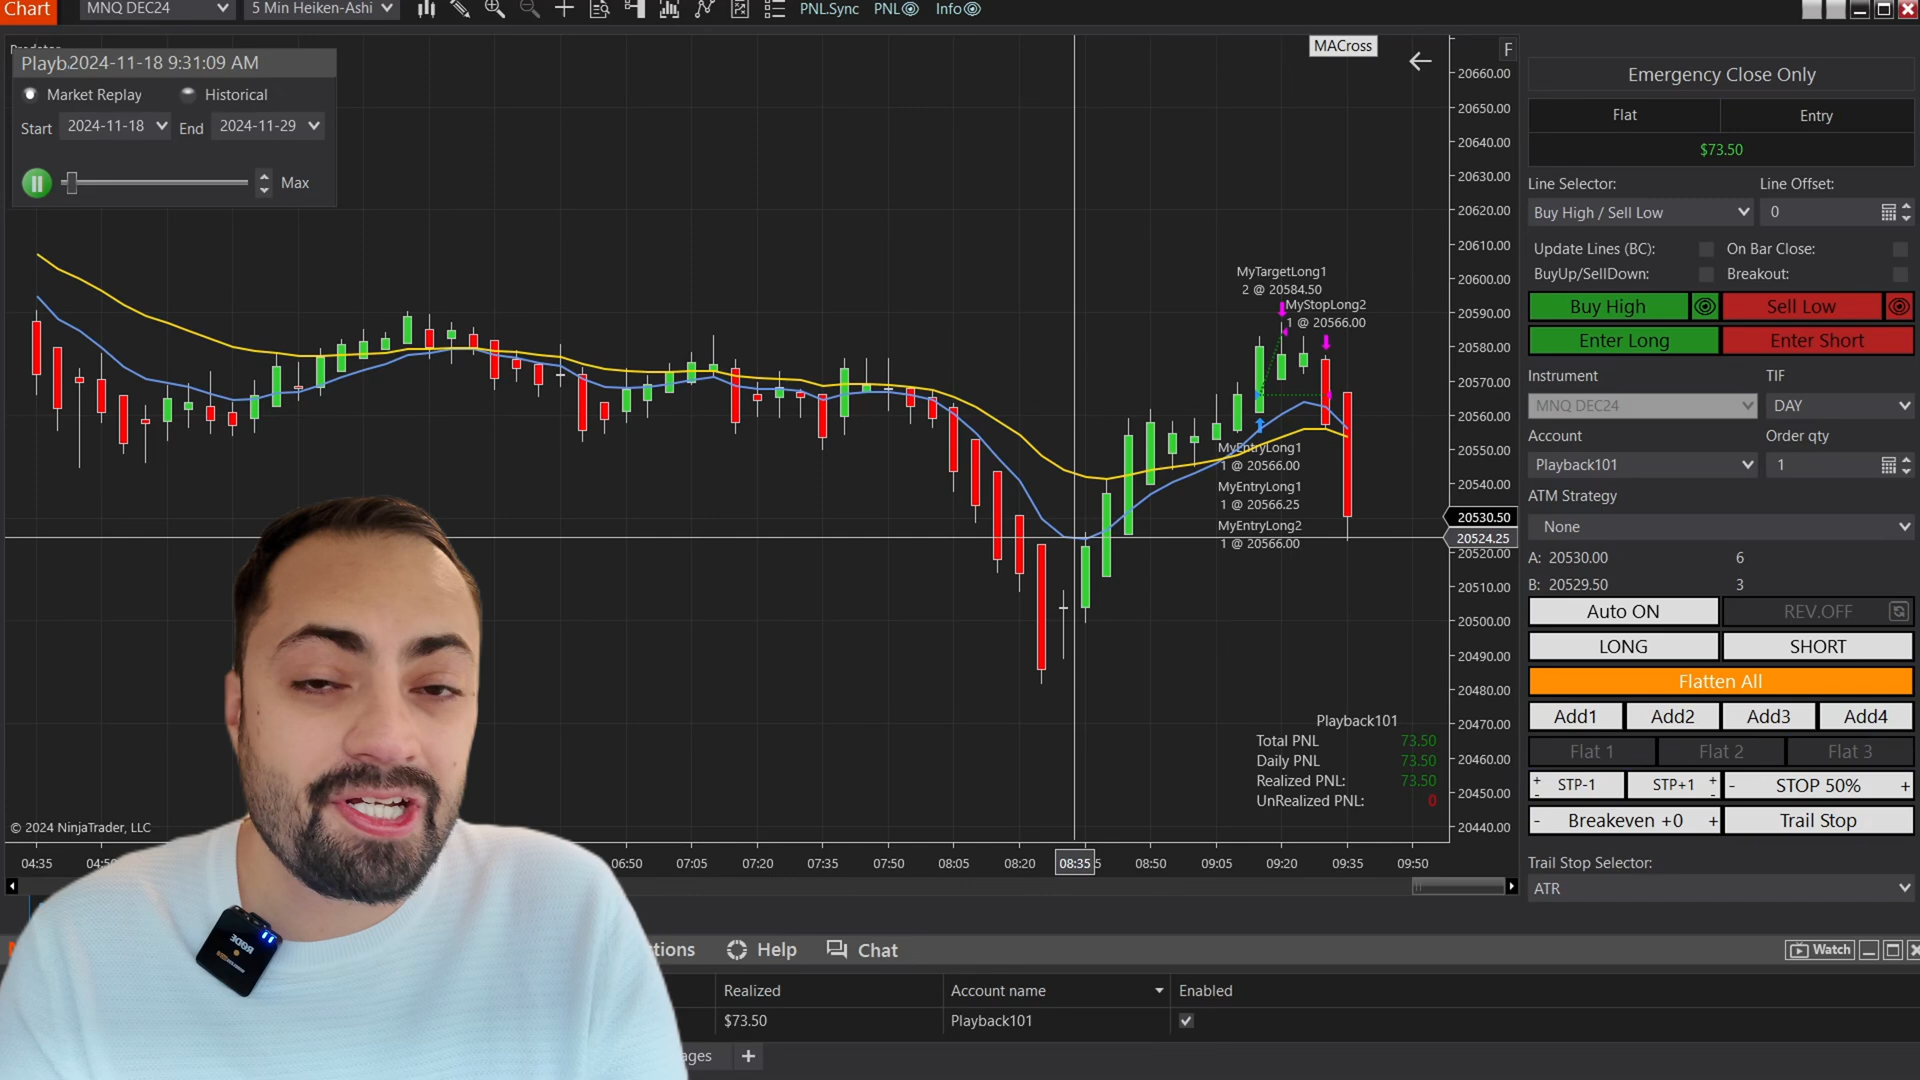 Chart
MNQ DEC24
5 Min Heiken-Ashi
PNL.Sync
PNL
Info
Playb2024-11-18 9:31:09 AM
Market Replay
Historical
Start
2024-11-18
End
2024-11-29
Max
MACross
F
MyTargetLong1
2 @ 20584.50
MyStopLong2
1 @ 20566.00
MyEntryLong1
1 @ 20566.00
MyEntryLong1
1 @ 20566.25
MyEntryLong2
1 @ 20566.00
20660.00
20650.00
20640.00
20630.00
20620.00
20610.00
20600.00
20590.00
20580.00
20570.00
20560.00
20550.00
20540.00
20530.50
20524.25
20520.00
20510.00
20500.00
20490.00
20480.00
20470.00
20460.00
20450.00
20440.00
Playback101
Total PNL 73.50
Daily PNL 73.50
Realized PNL: 73.50
UnRealized PNL: 0
© 2024 NinjaTrader, LLC
04:35
06:50
07:05
07:20
07:35
07:50
08:05
08:20
08:35
08:50
09:05
09:20
09:35
09:50
Emergency Close Only
Flat
Entry
$73.50
Line Selector:
Line Offset:
Buy High / Sell Low
0
Update Lines (BC):
On Bar Close:
BuyUp/SellDown:
Breakout:
Buy High
Sell Low
Enter Long
Enter Short
Instrument
TIF
MNQ DEC24
DAY
Account
Order qty
Playback101
1
ATM Strategy
None
A: 20530.00 6
B: 20529.50 3
Auto ON
REV.OFF
LONG
SHORT
Flatten All
Add1
Add2
Add3
Add4
Flat 1
Flat 2
Flat 3
+ - STP-1
STP+1 + -
- STOP 50% +
- Breakeven +0 +
Trail Stop
Trail Stop Selector:
ATR
Help
Chat
Watch
Realized
Account name
Enabled
$73.50
Playback101
+
RODE